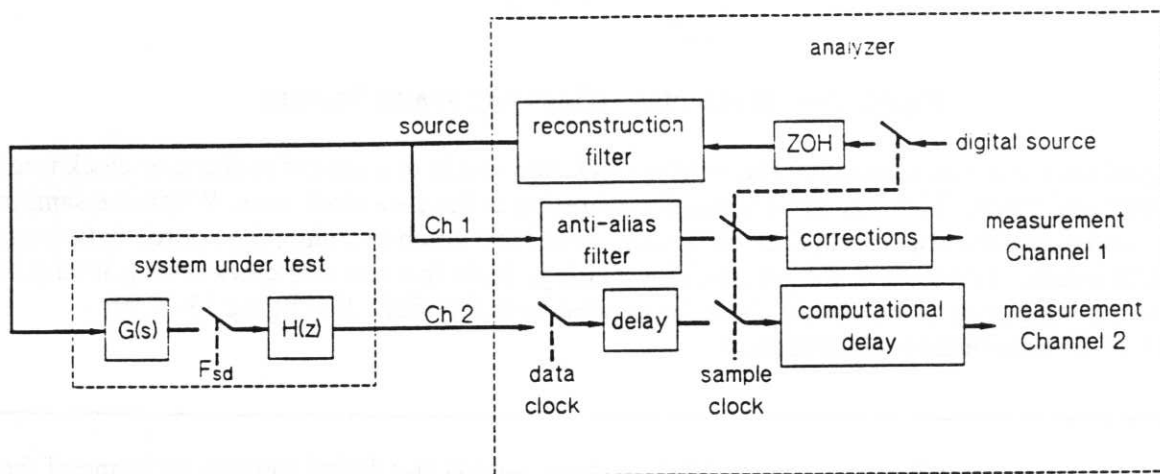 analyzer
source
reconstruction
filter
ZOH
digital source
Ch 1
anti-alias
filter
corrections
measurement
Channel 1
system under test
G(s)
H(z)
Fsd
Ch 2
delay
computational
delay
measurement
Channel 2
data
clock
sample
clock